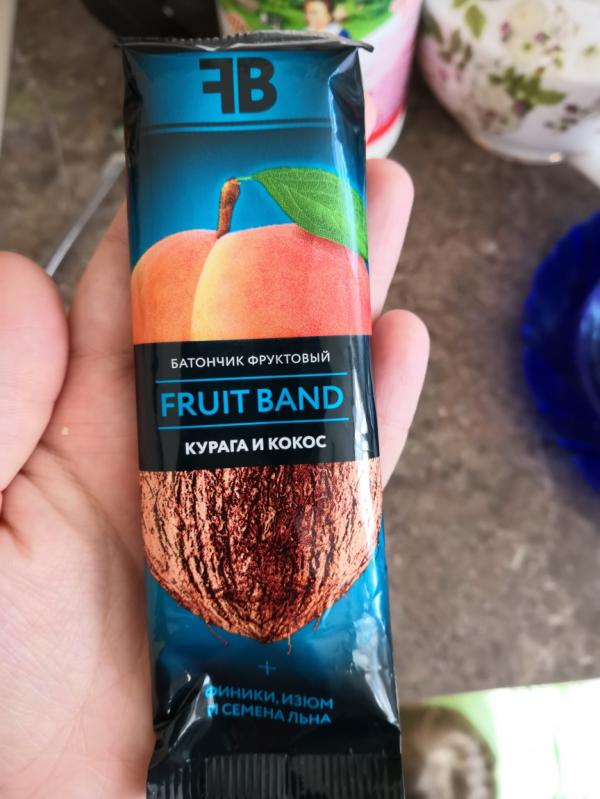 FB
БАТОНЧИК ФРУКТОВЫЙ
FRUIT BAND
КУРАГА И КОКОС
+
ФИНИКИ, ИЗЮМ
И СЕМЕНА ЛЬНА